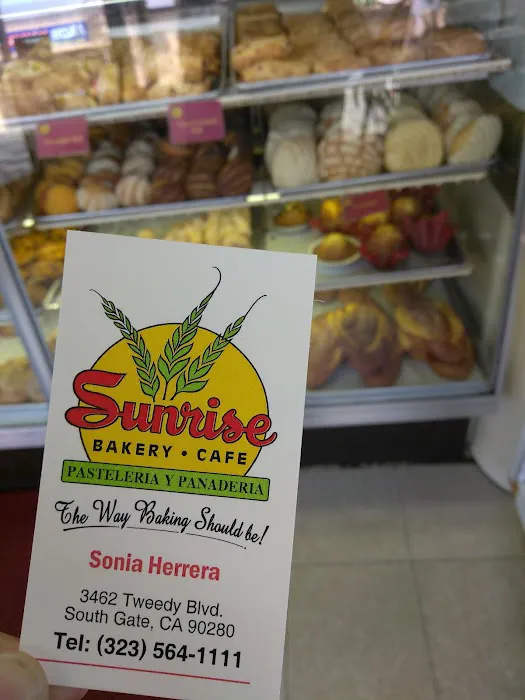 Sunrise
BAKERY • CAFE
PASTELERIA Y PANADERIA
The Way Baking Should be!
Sonia Herrera
3462 Tweedy Blvd.
South Gate, CA 90280
Tel: (323) 564-1111